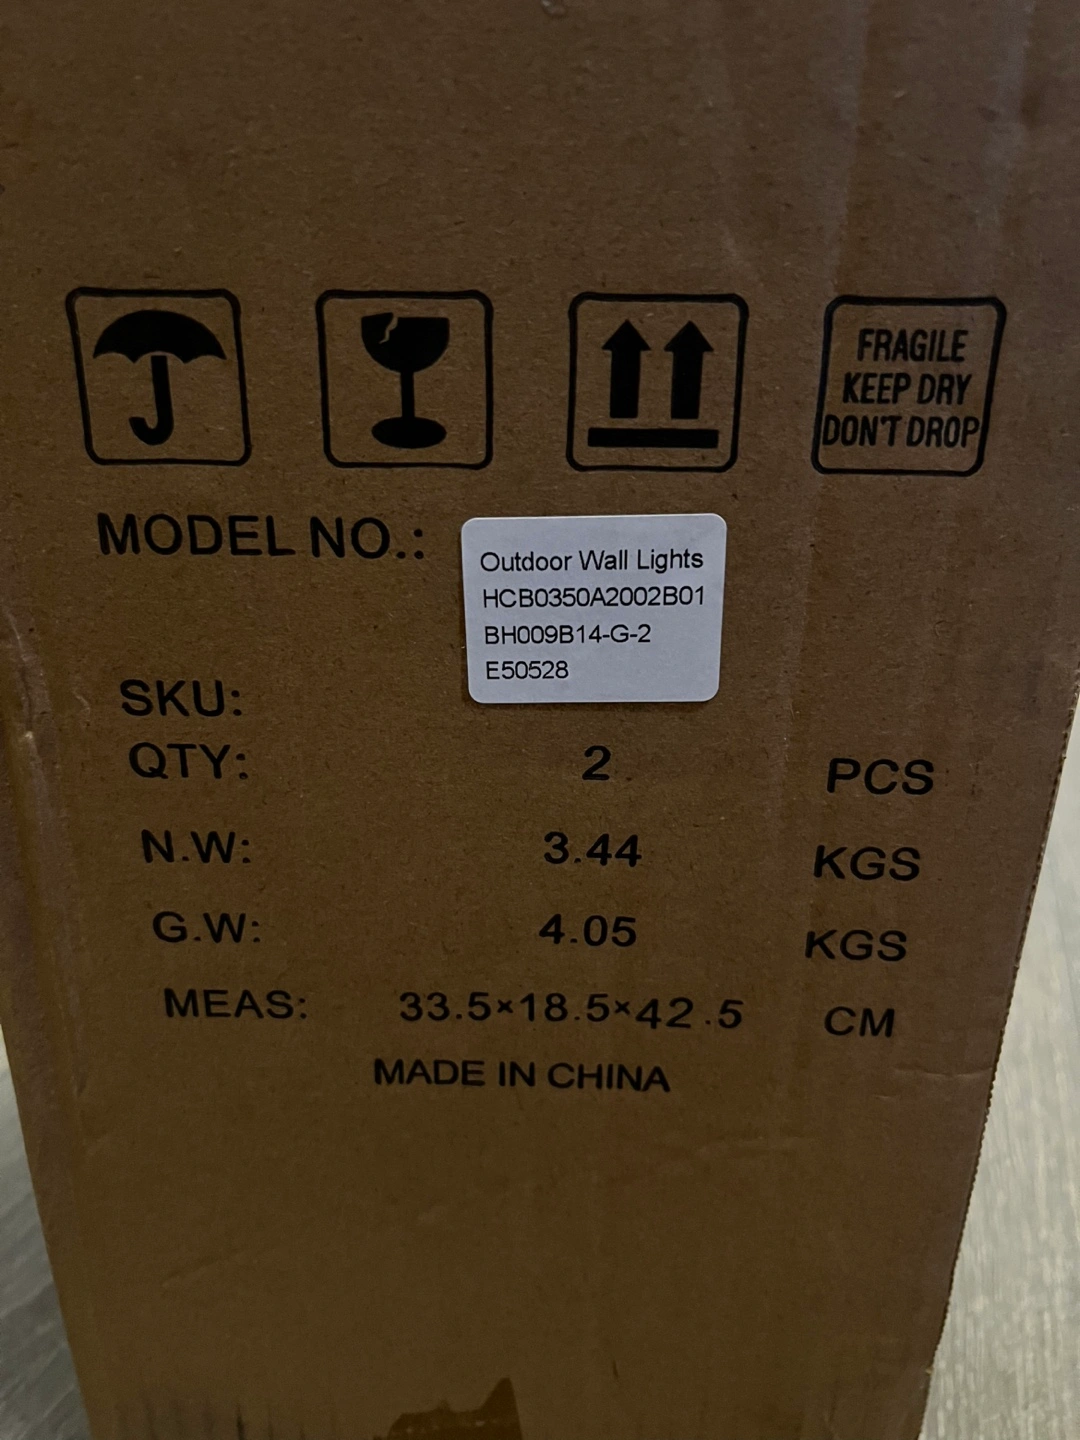 FRAGILE
KEEP DRY
DON'T DROP
MODEL NO.:
Outdoor Wall Lights
HCB0350A2002B01
BH009B14-G-2
E50528
SKU:
QTY: 2 PCS
N.W: 3.44 KGS
G.W: 4.05 KGS
MEAS: 33.5×18.5×42.5 CM
MADE IN CHINA